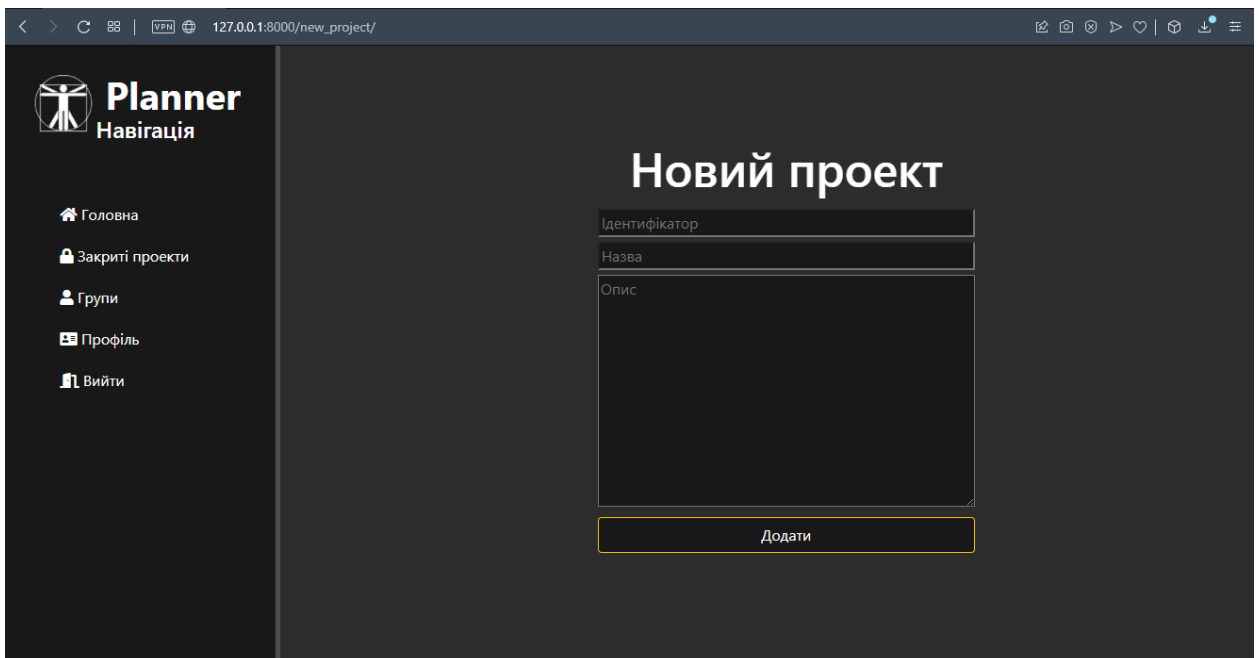 VPN 127.0.0.1:8000/new_project/
Planner
Навігація
Головна
Закриті проекти
Групи
Профіль
Вийти
Новий проект
Ідентифікатор
Назва
Опис
Додати